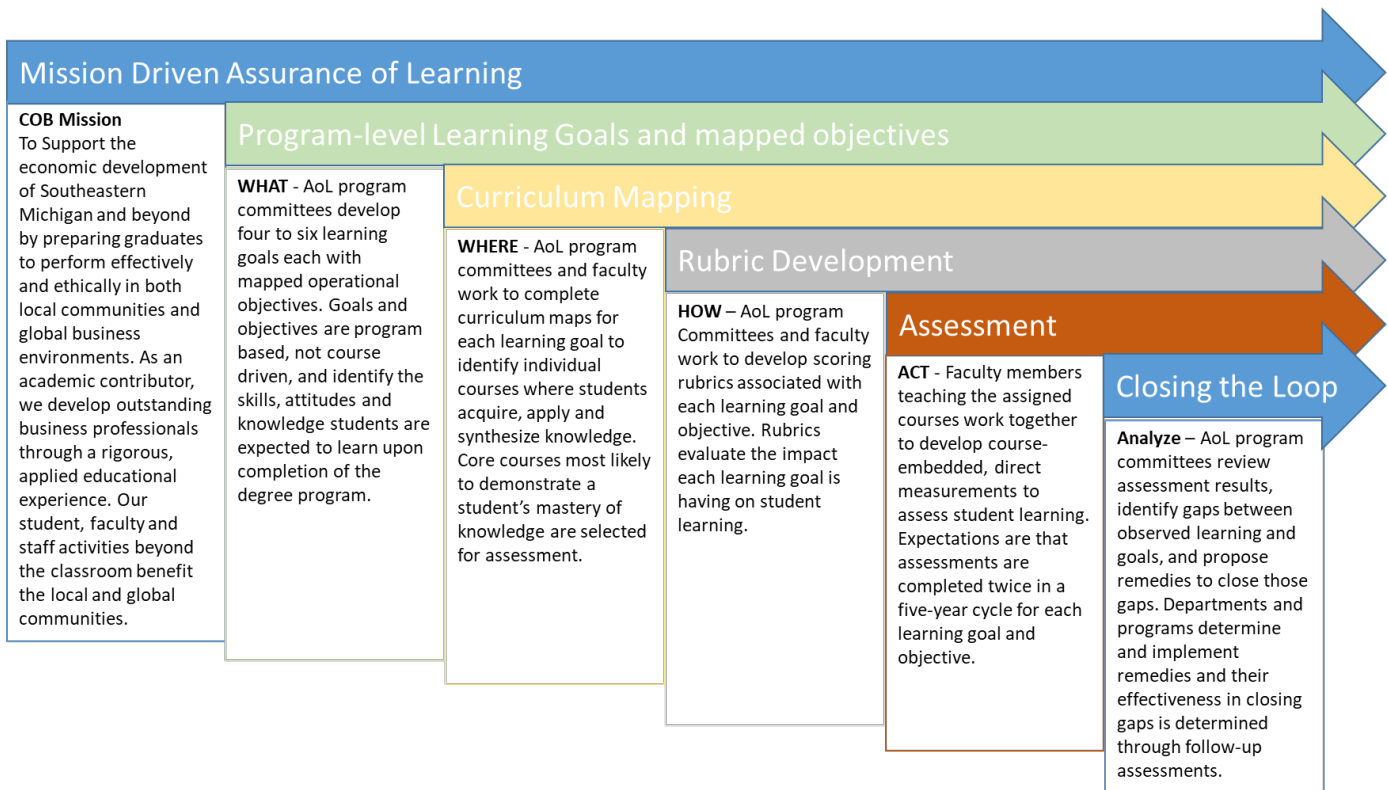 Mission Driven Assurance of Learning
COB Mission
To Support the
economic development
of Southeastern
Michigan and beyond
by preparing graduates
to perform effectively
and ethically in both
local communities and
global business
environments. As an
academic contributor,
we develop outstanding
business professionals
through a rigorous,
applied educational
experience. Our
student, faculty and
staff activities beyond
the classroom benefit
the local and global
communities.
Program-level Learning Goals and mapped objectives
WHAT - AoL program
committees develop
four to six learning
goals each with
mapped operational
objectives. Goals and
objectives are program
based, not course
driven, and identify the
skills, attitudes and
knowledge students are
expected to learn upon
completion of the
degree program.
Curriculum Mapping
WHERE - AoL program
committees and faculty
work to complete
curriculum maps for
each learning goal to
identify individual
courses where students
acquire, apply and
synthesize knowledge.
Core courses most likely
to demonstrate a
student’s mastery of
knowledge are selected
for assessment.
Rubric Development
HOW – AoL program
Committees and faculty
work to develop scoring
rubrics associated with
each learning goal and
objective. Rubrics
evaluate the impact
each learning goal is
having on student
learning.
Assessment
ACT - Faculty members
teaching the assigned
courses work together
to develop course-
embedded, direct
measurements to
assess student learning.
Expectations are that
assessments are
completed twice in a
five-year cycle for each
learning goal and
objective.
Closing the Loop
Analyze – AoL program
committees review
assessment results,
identify gaps between
observed learning and
goals, and propose
remedies to close those
gaps. Departments and
programs determine
and implement
remedies and their
effectiveness in closing
gaps is determined
through follow-up
assessments.